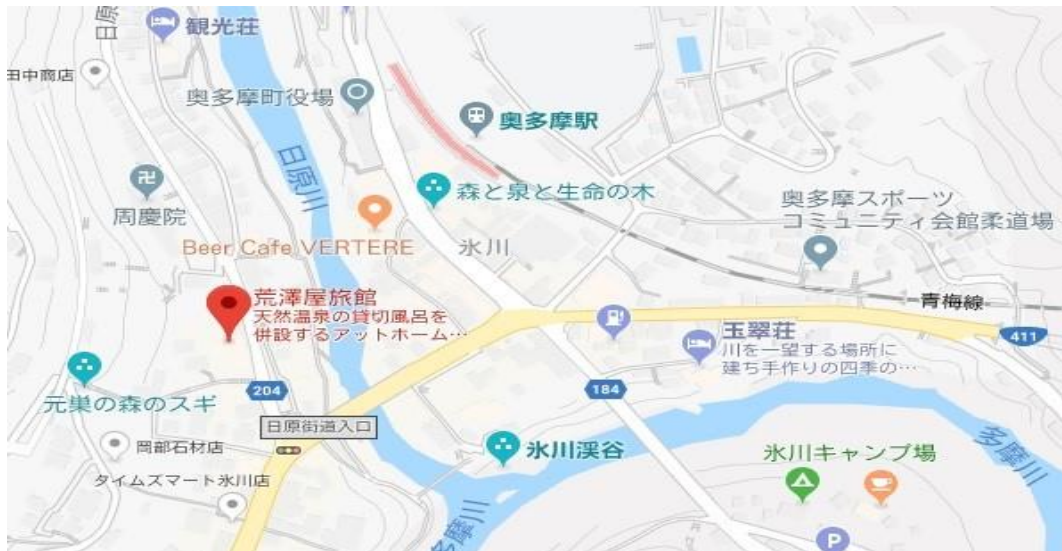 日原
観光荘
田中商店
奥多摩町役場
奥多摩駅
日原川
森と泉と生命の木
周慶院
奥多摩スポーツ
コミュニティ会館柔道場
Beer Cafe VERTERE
氷川
荒澤屋旅館
天然温泉の貸切風呂を
併設するアットホーム…
青梅線
411
玉翠荘
川を一望する場所に
建ち手作りの四季の…
元巣の森のスギ
204
184
日原街道入口
岡部石材店
氷川渓谷
氷川キャンプ場
多摩川
タイムズマート氷川店
多摩川
P